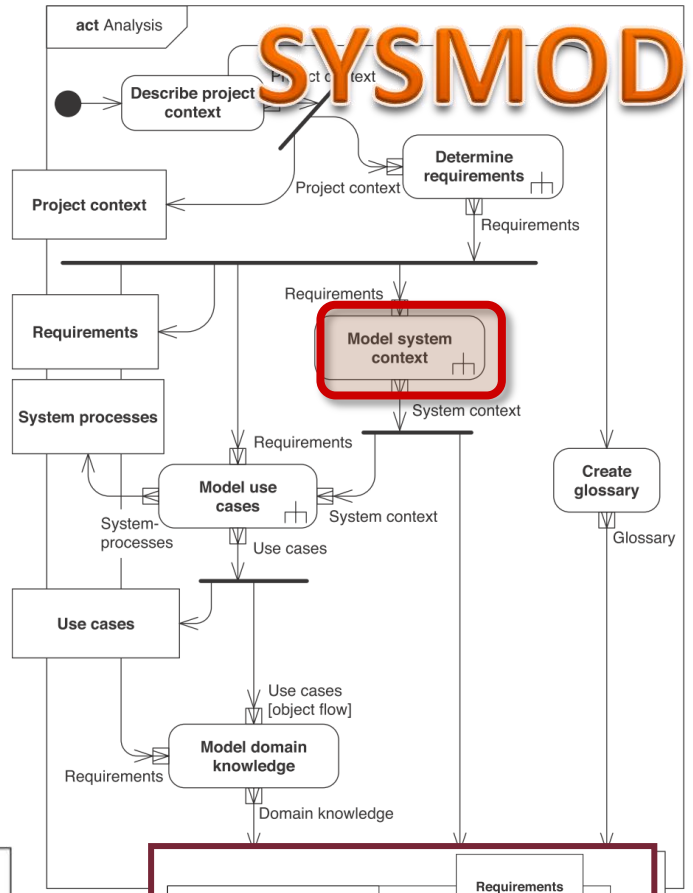 act Analysis
SYSMOD
Project context
Describe project
context
Determine
requirements
Project context
Project context
Requirements
Requirements
Requirements
Model system
context
System processes
System context
Requirements
Model use
cases
Create
glossary
System-
processes
System context
Glossary
Use cases
Use cases
Use cases
[object flow]
Model domain
knowledge
Requirements
Domain knowledge
Requirements